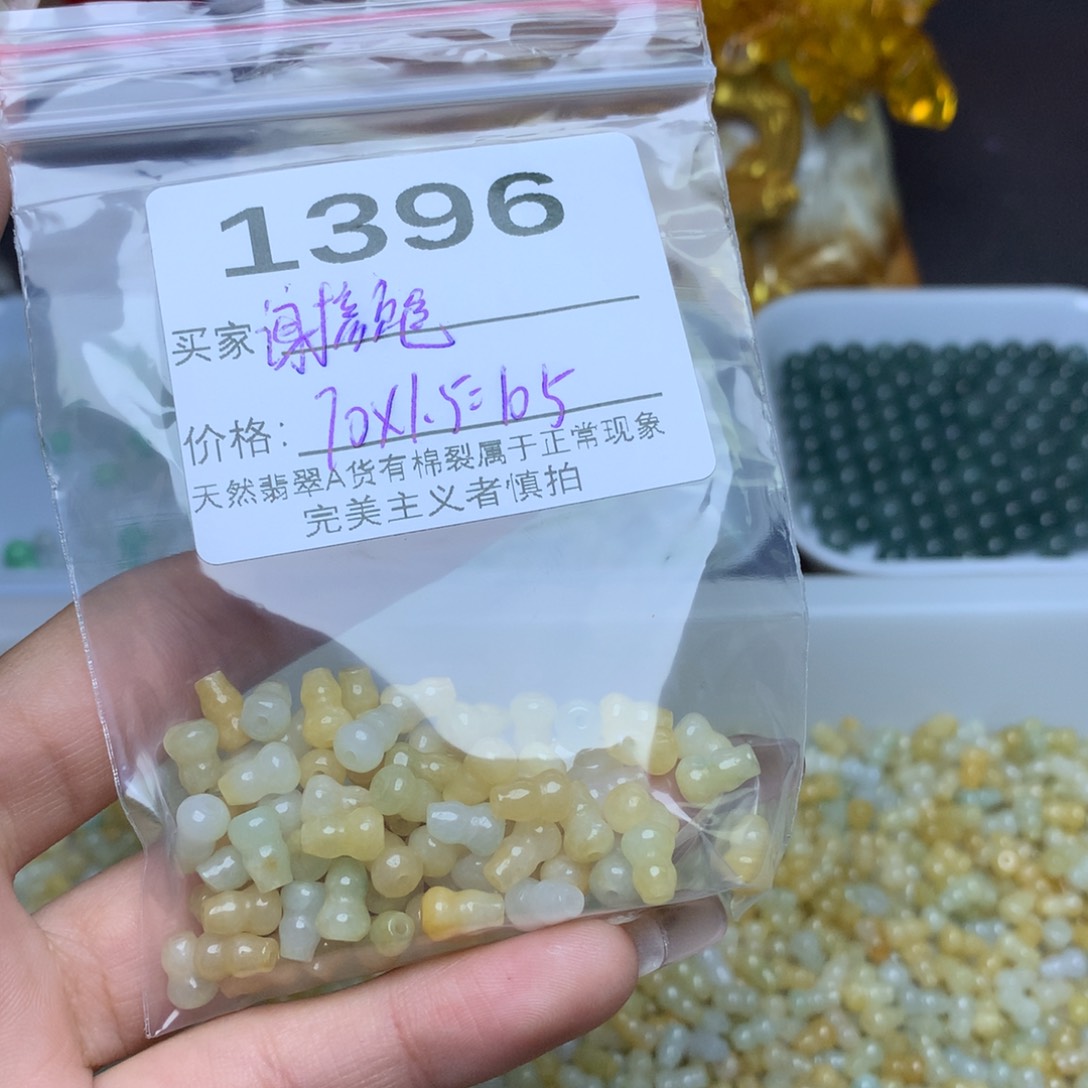 1396
买家
价格: 70X1.5=105
天然翡翠A货有棉裂属于正常现象
完美主义者慎拍